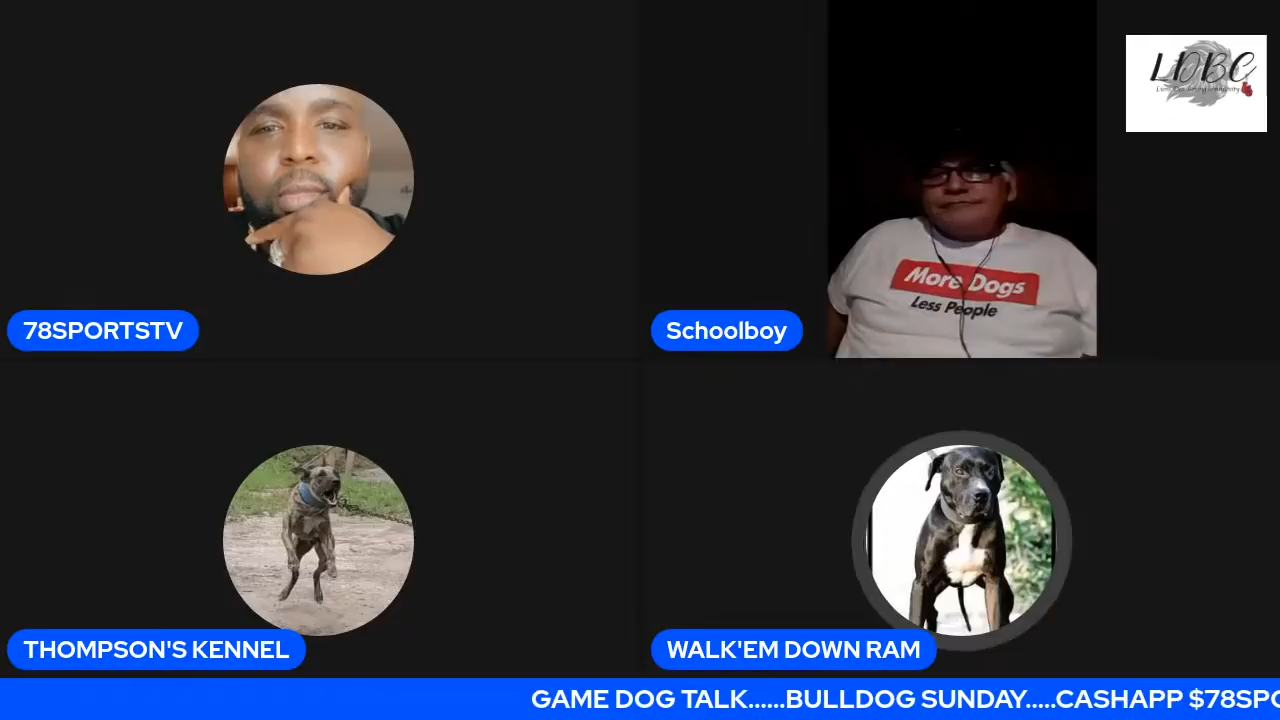 LDBC
More Dogs
Less People
78SPORTSTV
Schoolboy
THOMPSON'S KENNEL
WALK'EM DOWN RAM
GAME DOG TALK......BULLDOG SUNDAY.....CASHAPP $78SPO